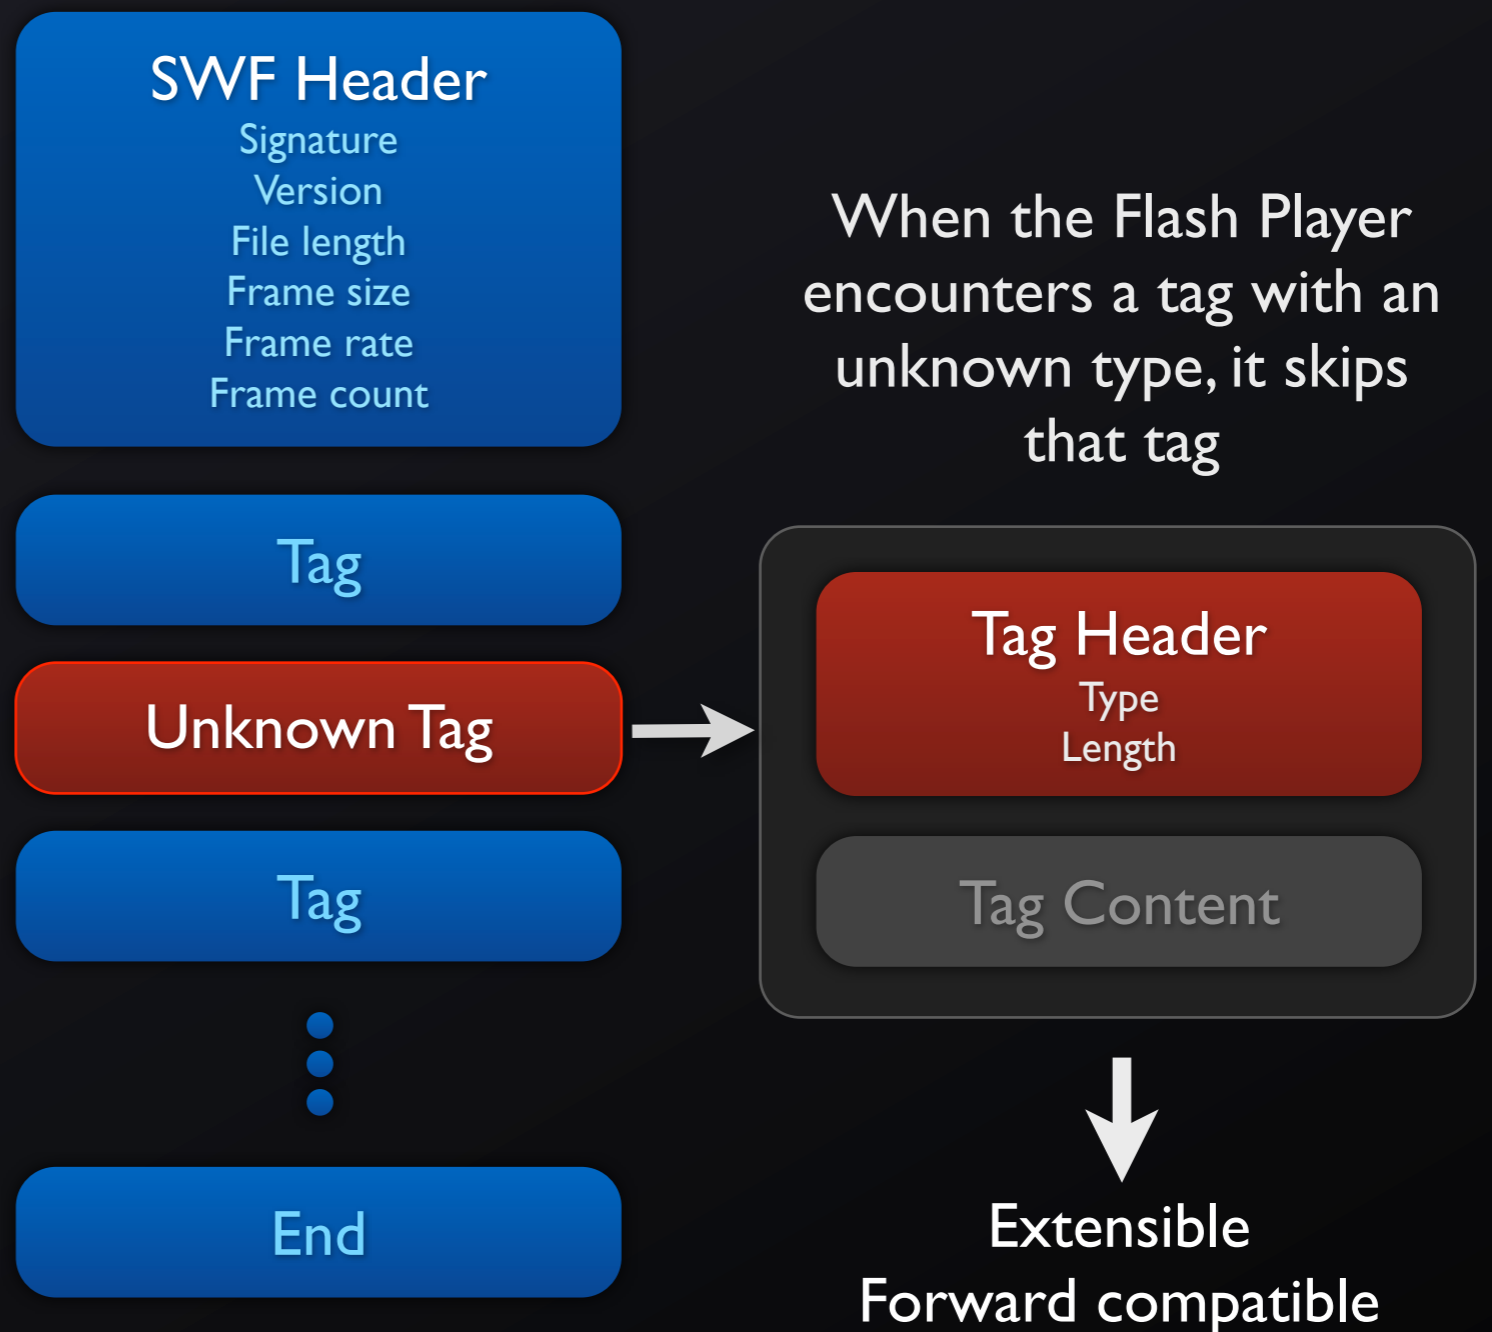 SWF Header
Signature
Version
File length
Frame size
Frame rate
Frame count
Tag
Unknown Tag
Tag
End
When the Flash Player
encounters a tag with an
unknown type, it skips
that tag
Tag Header
Type
Length
Tag Content
Extensible
Forward compatible